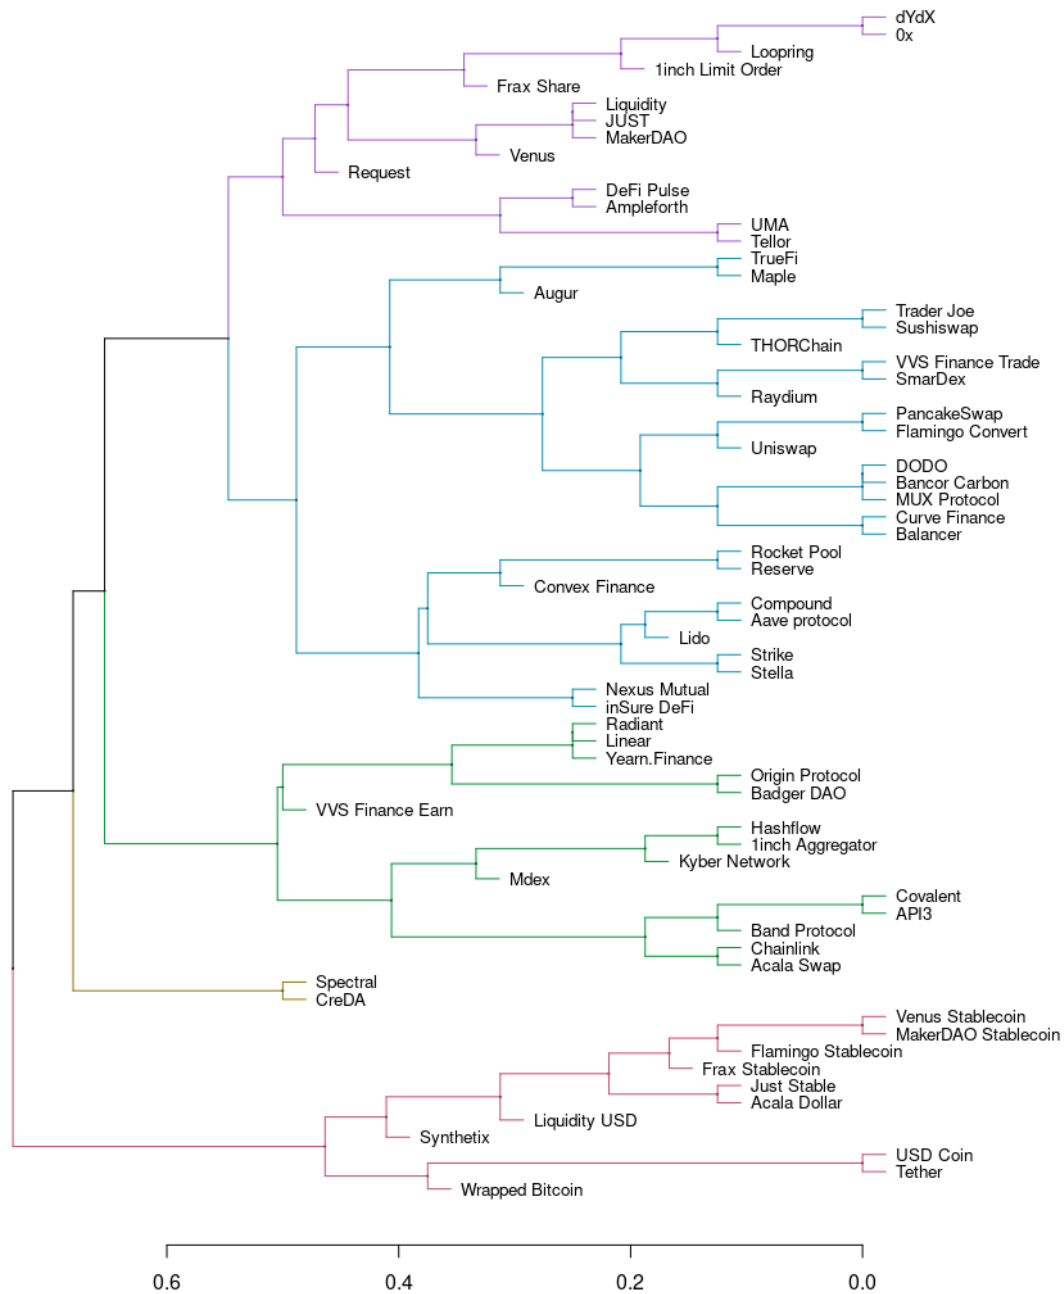 dYdX
0x
Loopring
1inch Limit Order
Frax Share
Liquidity
JUST
MakerDAO
Venus
Request
DeFi Pulse
Ampleforth
UMA
Tellor
TrueFi
Maple
Augur
Trader Joe
Sushiswap
THORChain
VVS Finance Trade
SmarDex
Raydium
PancakeSwap
Flamingo Convert
Uniswap
DODO
Bancor Carbon
MUX Protocol
Curve Finance
Balancer
Rocket Pool
Reserve
Convex Finance
Compound
Aave protocol
Lido
Strike
Stella
Nexus Mutual
inSure DeFi
Radiant
Linear
Yearn.Finance
Origin Protocol
Badger DAO
VVS Finance Earn
Hashflow
1inch Aggregator
Kyber Network
Mdex
Covalent
API3
Band Protocol
Chainlink
Acala Swap
Spectral
CreDA
Venus Stablecoin
MakerDAO Stablecoin
Flamingo Stablecoin
Frax Stablecoin
Just Stable
Acala Dollar
Liquidity USD
Synthetix
USD Coin
Tether
Wrapped Bitcoin
0.6 0.4 0.2 0.0